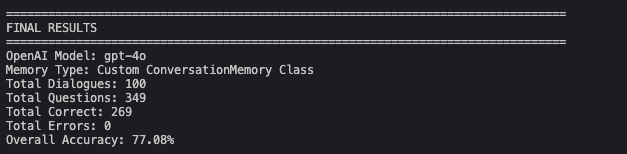 ================================================================================
FINAL RESULTS
================================================================================
OpenAI Model: gpt-4o
Memory Type: Custom ConversationMemory Class
Total Dialogues: 100
Total Questions: 349
Total Correct: 269
Total Errors: 0
Overall Accuracy: 77.08%